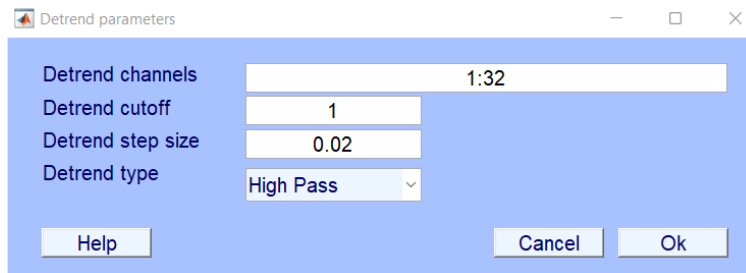 Detrend parameters
Detrend channels 1:32
Detrend cutoff 1
Detrend step size 0.02
Detrend type High Pass
Help Cancel Ok